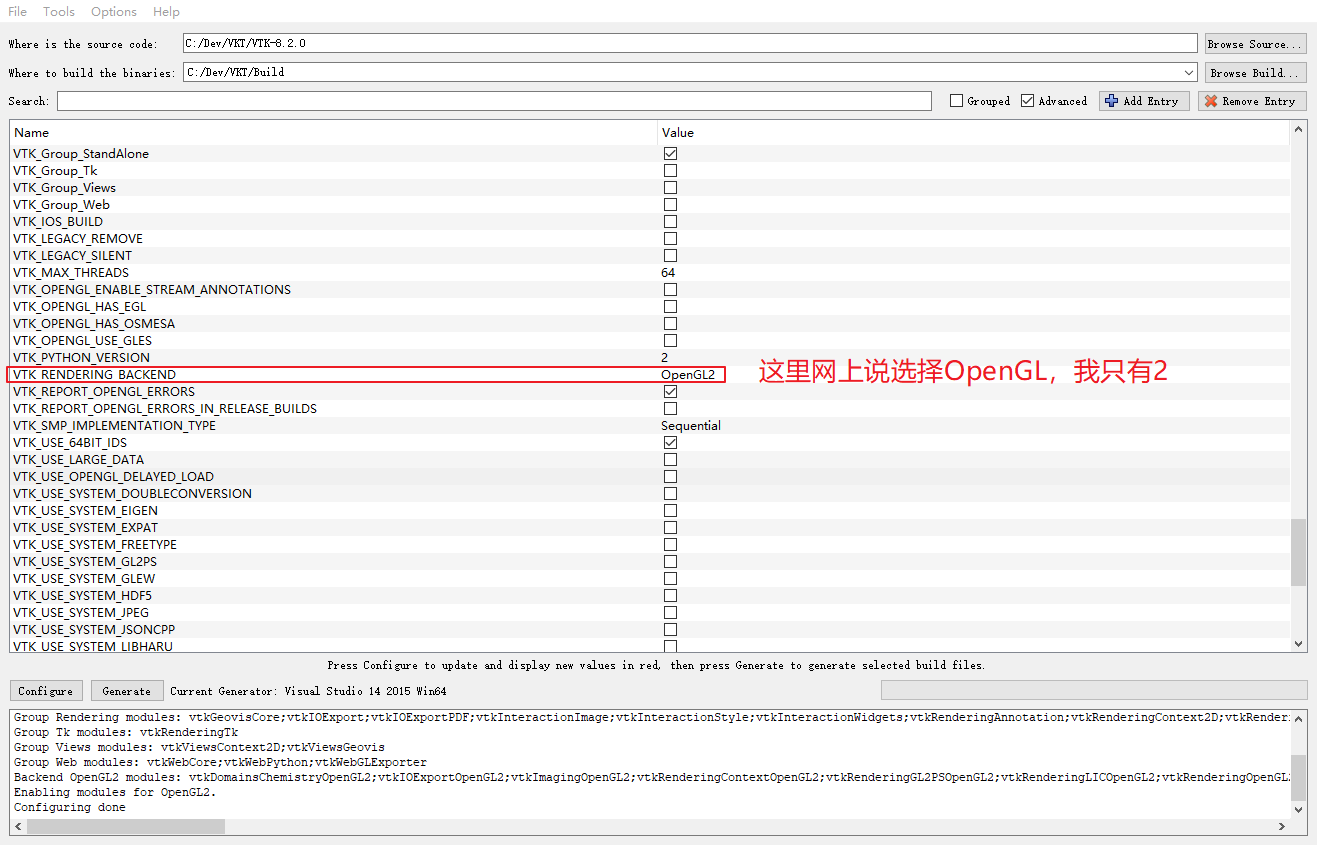 File Tools Options Help
Where is the source code: C:/Dev/VKT/VTK-8.2.0 Browse Source...
Where to build the binaries: C:/Dev/VKT/Build Browse Build...
Search: Grouped Advanced Add Entry Remove Entry
Name Value
VTK_Group_StandAlone
VTK_Group_Tk
VTK_Group_Views
VTK_Group_Web
VTK_IOS_BUILD
VTK_LEGACY_REMOVE
VTK_LEGACY_SILENT
VTK_MAX_THREADS 64
VTK_OPENGL_ENABLE_STREAM_ANNOTATIONS
VTK_OPENGL_HAS_EGL
VTK_OPENGL_HAS_OSMESA
VTK_OPENGL_USE_GLES
VTK_PYTHON_VERSION 2
VTK_RENDERING_BACKEND OpenGL2 这里网上说选择OpenGL，我只有2
VTK_REPORT_OPENGL_ERRORS
VTK_REPORT_OPENGL_ERRORS_IN_RELEASE_BUILDS
VTK_SMP_IMPLEMENTATION_TYPE Sequential
VTK_USE_64BIT_IDS
VTK_USE_LARGE_DATA
VTK_USE_OPENGL_DELAYED_LOAD
VTK_USE_SYSTEM_DOUBLECONVERSION
VTK_USE_SYSTEM_EIGEN
VTK_USE_SYSTEM_EXPAT
VTK_USE_SYSTEM_FREETYPE
VTK_USE_SYSTEM_GL2PS
VTK_USE_SYSTEM_GLEW
VTK_USE_SYSTEM_HDF5
VTK_USE_SYSTEM_JPEG
VTK_USE_SYSTEM_JSONCPP
VTK_USE_SYSTEM_LIBHARU
Press Configure to update and display new values in red, then press Generate to generate selected build files.
Configure Generate Current Generator: Visual Studio 14 2015 Win64
Group Rendering modules: vtkGeovisCore;vtkIOExport;vtkIOExportPDF;vtkInteractionImage;vtkInteractionStyle;vtkInteractionWidgets;vtkRenderingAnnotation;vtkRenderingContext2D;vtkRenderi
Group Tk modules: vtkRenderingTk
Group Views modules: vtkViewsContext2D;vtkViewsGeovis
Group Web modules: vtkWebCore;vtkWebPython;vtkWebGLExporter
Backend OpenGL2 modules: vtkDomainsChemistryOpenGL2;vtkIOExportOpenGL2;vtkImagingOpenGL2;vtkRenderingContextOpenGL2;vtkRenderingGL2PSOpenGL2;vtkRenderingLICOpenGL2;vtkRenderingOpenGL2
Enabling modules for OpenGL2.
Configuring done